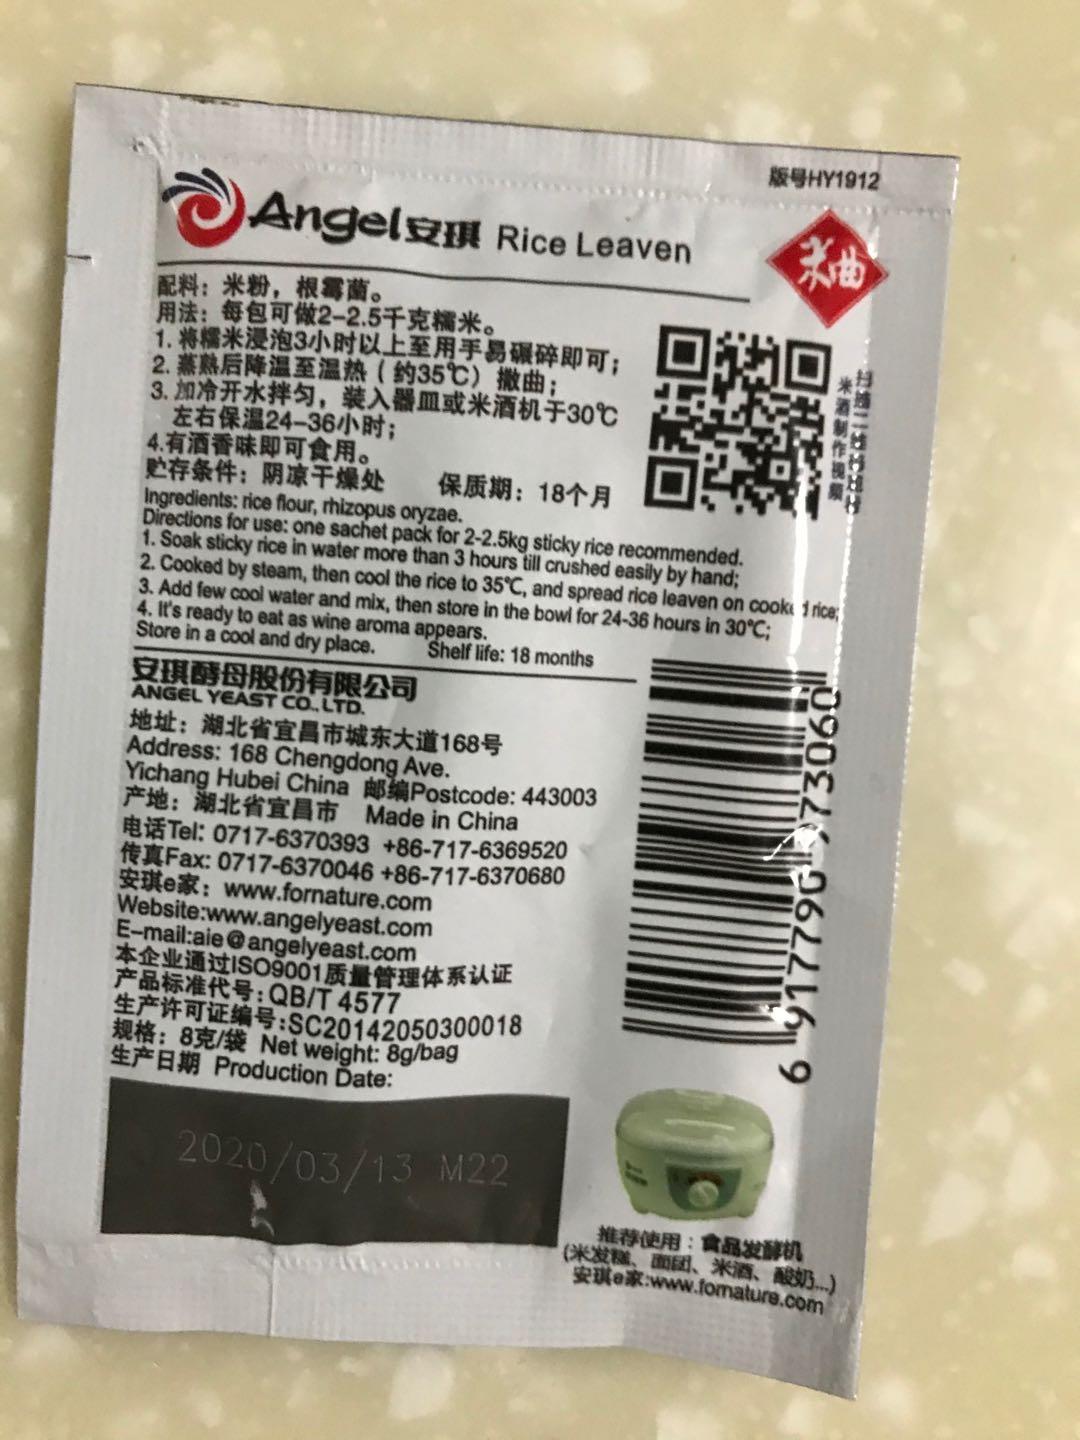 版号HY1912
Angel安琪 Rice Leaven
米曲
配料：米粉，根霉菌。
用法：每包可做2-2.5千克糯米。
1. 将糯米浸泡3小时以上至用手易碾碎即可；
2. 蒸熟后降温至温热（约35℃）撒曲；
3. 加冷开水拌匀，装入器皿或米酒机于30℃
左右保温24-36小时；
4.有酒香味即可食用。
贮存条件：阴凉干燥处 保质期：18个月
米酒制作视频
Ingredients: rice flour, rhizopus oryzae.
Directions for use: one sachet pack for 2-2.5kg sticky rice recommended.
1. Soak sticky rice in water more than 3 hours till crushed easily by hand;
2. Cooked by steam, then cool the rice to 35℃, and spread rice leaven on cooked rice;
3. Add few cool water and mix, then store in the bowl for 24-36 hours in 30℃;
4. It's ready to eat as wine aroma appears.
Store in a cool and dry place. Shelf life: 18 months
安琪酵母股份有限公司
ANGEL YEAST CO.,LTD.
地址：湖北省宜昌市城东大道168号
Address: 168 Chengdong Ave.
Yichang Hubei China 邮编Postcode: 443003
产地：湖北省宜昌市 Made in China
电话Tel: 0717-6370393 +86-717-6369520
传真Fax: 0717-6370046 +86-717-6370680
安琪e家：www.fornature.com
Website:www.angelyeast.com
E-mail:aie@angelyeast.com
本企业通过ISO9001质量管理体系认证
产品标准代号:QB/T 4577
生产许可证编号:SC20142050300018
规格：8克/袋 Net weight: 8g/bag
生产日期 Production Date:
2020/03/13 M22
6 917790 973060
推荐使用：食品发酵机
(米发糕、面团、米酒、酸奶...)
安琪e家:www.fornature.com